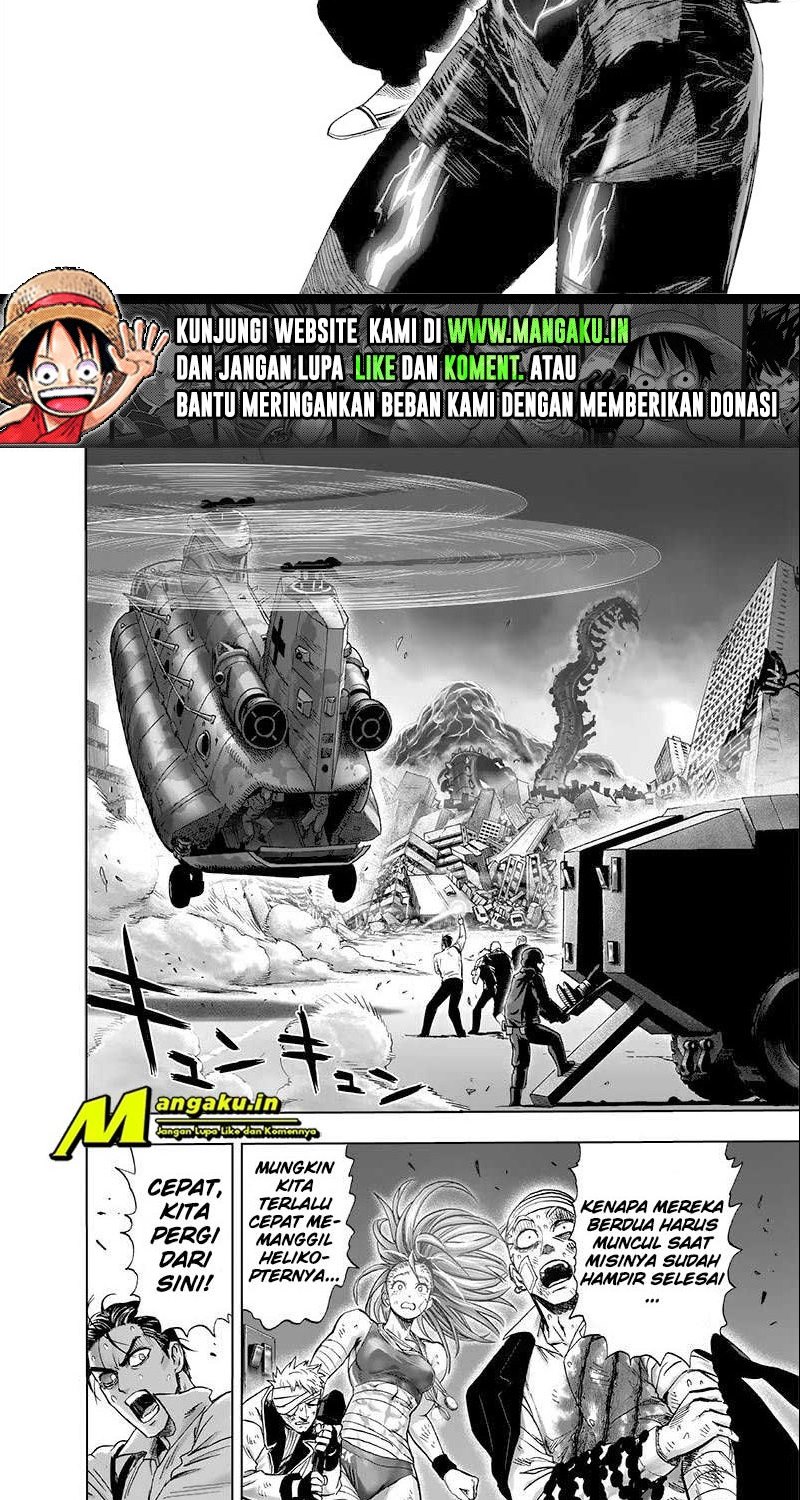 KUNJUNGI WEBSITE KAMI DI WWW.MANGAKU.IN
DAN JANGAN LUPA LIKE DAN KOMENT. ATAU
BANTU MERINGANKAN BEBAN KAMI DENGAN MEMBERIKAN DONASI
キュン キュン
Mangaku.in
Jangan Lupa Like dan Komennya
KENAPA MEREKA
BERDUA HARUS
MUNCUL SAAT
MISINYA SUDAH
HAMPIR SELESAI
...
MUNGKIN
KITA
TERLALU
CEPAT ME-
MANGGIL
HELIKO-
PTERNYA...
CEPAT,
KITA
PERGI
DARI
SINI!